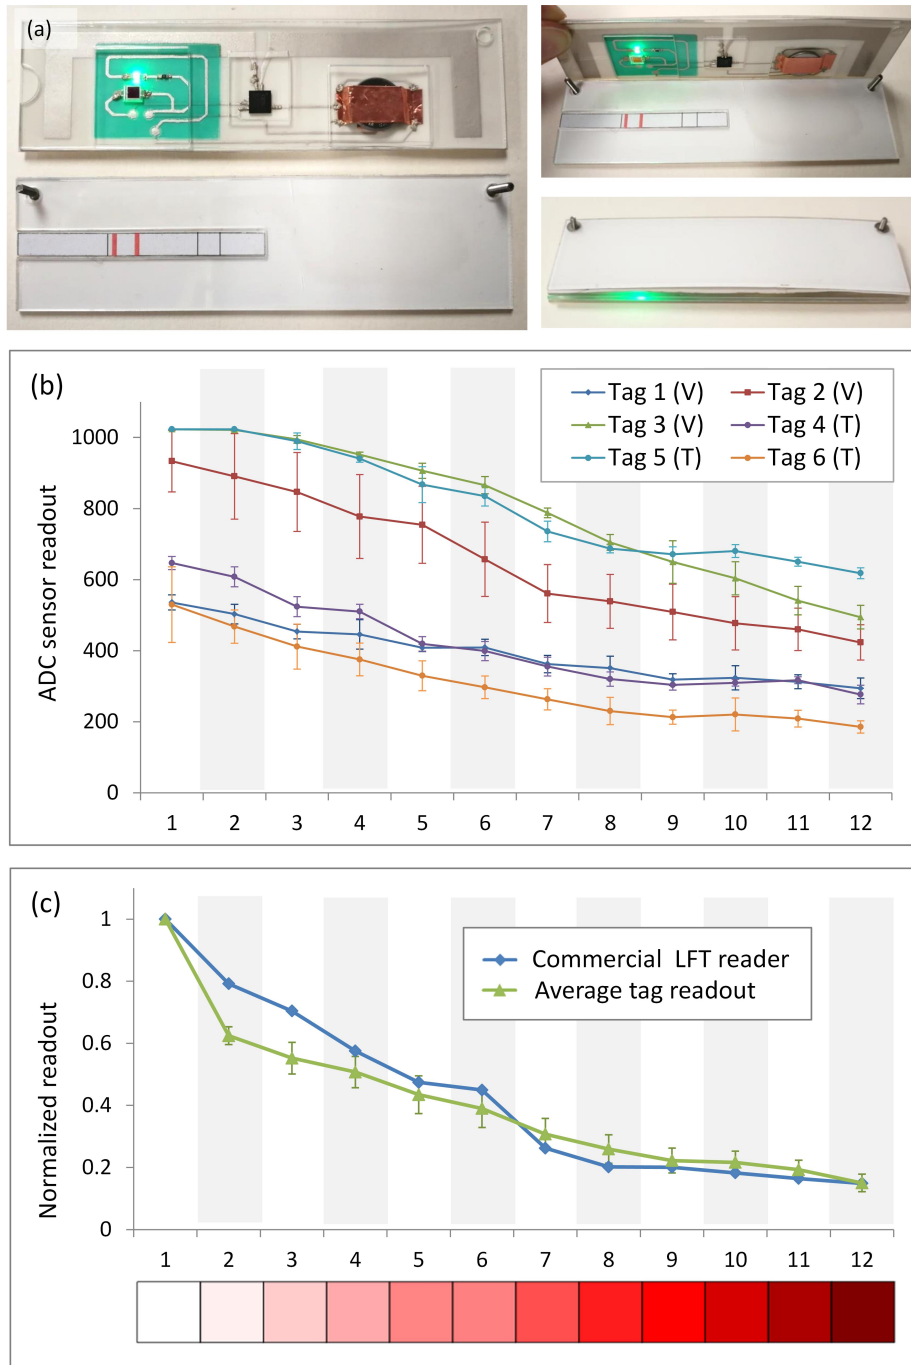 (a)
(b)
Tag 1 (V) Tag 2 (V)
Tag 3 (V) Tag 4 (T)
Tag 5 (T) Tag 6 (T)
ADC sensor readout
1000
800
600
400
200
0
1 2 3 4 5 6 7 8 9 10 11 12
(c)
Commercial LFT reader
Average tag readout
Normalized readout
1
0.8
0.6
0.4
0.2
0
1 2 3 4 5 6 7 8 9 10 11 12